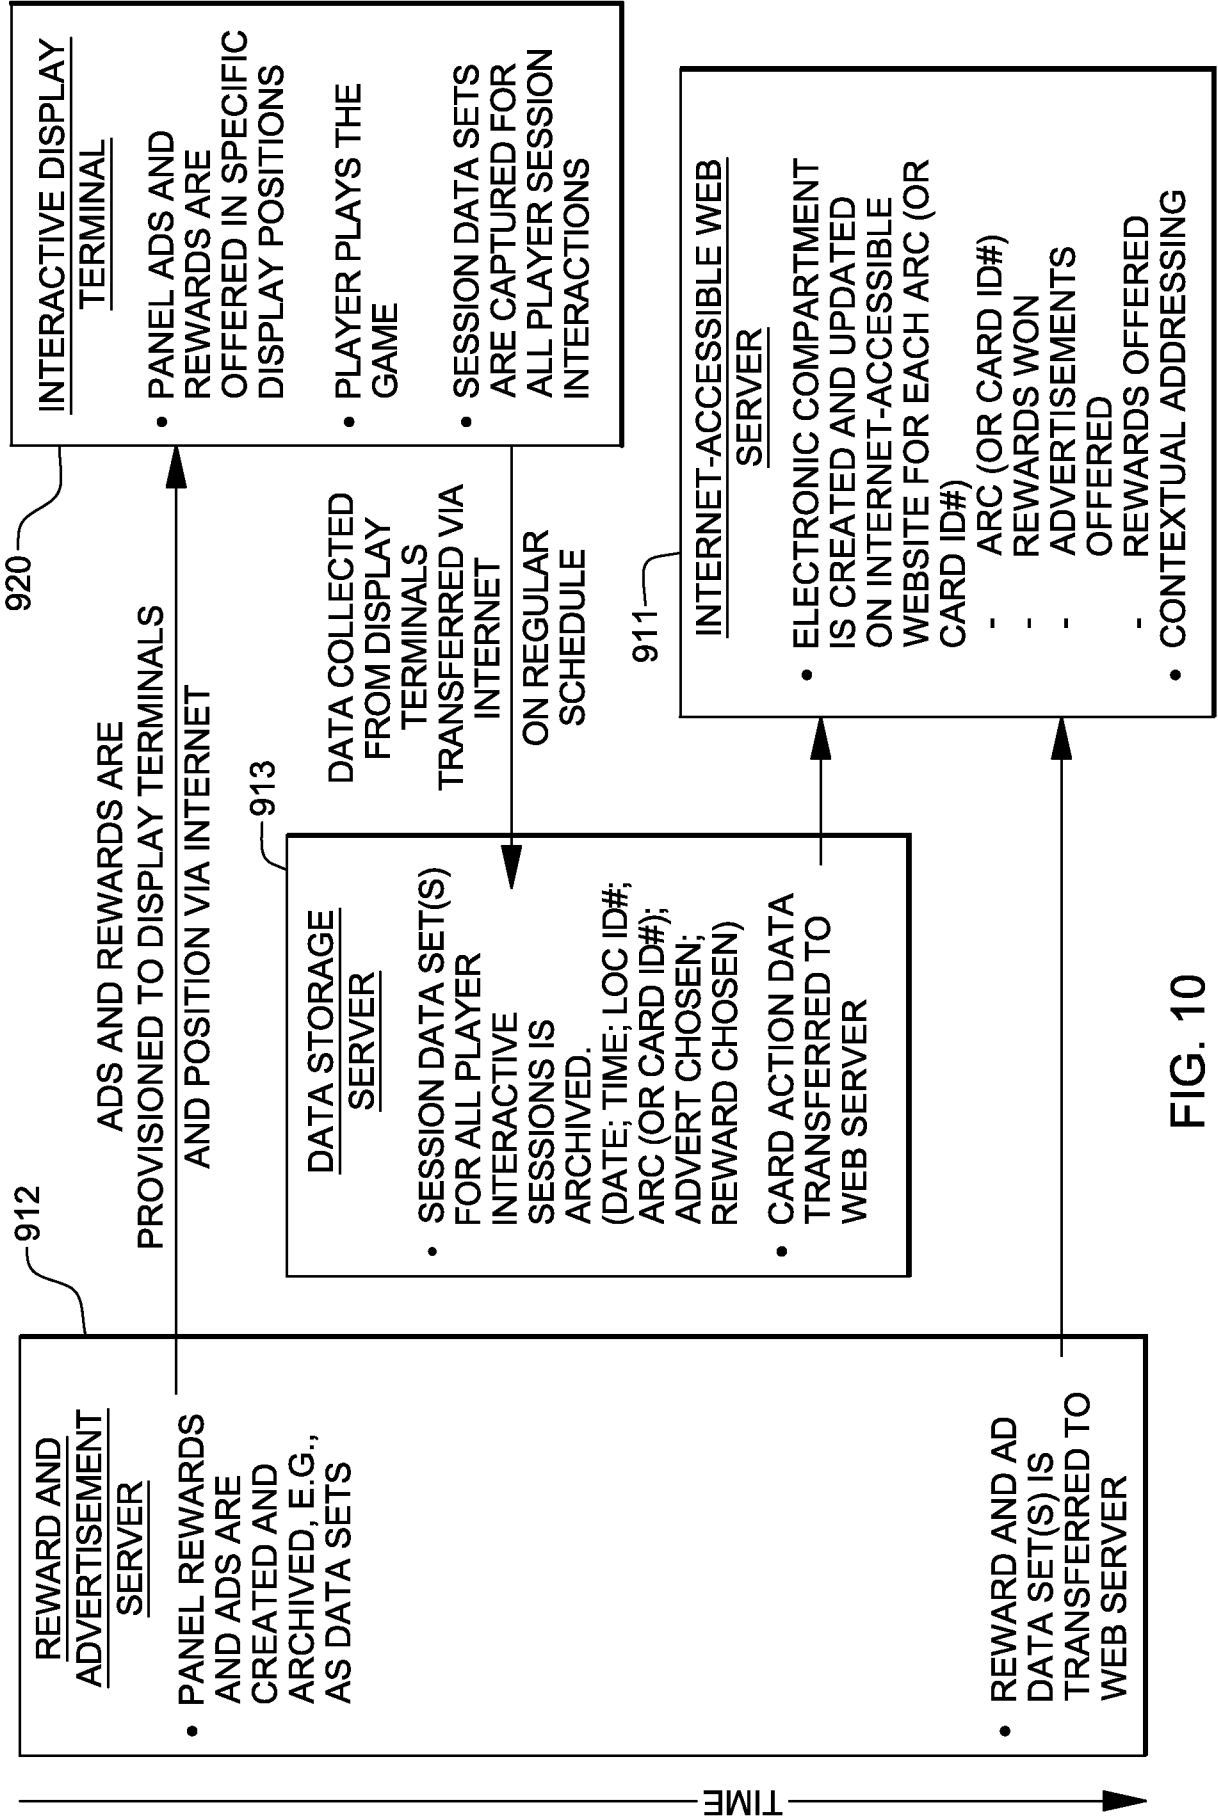 REWARD AND
ADVERTISEMENT
SERVER
• PANEL REWARDS
AND ADS ARE
CREATED AND
ARCHIVED, E.G.,
AS DATA SETS
• REWARD AND AD
DATA SET(S) IS
TRANSFERRED TO
WEB SERVER
912
ADS AND REWARDS ARE
PROVISIONED TO DISPLAY TERMINALS
AND POSITION VIA INTERNET
920
INTERACTIVE DISPLAY
TERMINAL
• PANEL ADS AND
REWARDS ARE
OFFERED IN SPECIFIC
DISPLAY POSITIONS
• PLAYER PLAYS THE
GAME
• SESSION DATA SETS
ARE CAPTURED FOR
ALL PLAYER SESSION
INTERACTIONS
DATA COLLECTED
FROM DISPLAY
TERMINALS
TRANSFERRED VIA
INTERNET
ON REGULAR
SCHEDULE
913
DATA STORAGE
SERVER
• SESSION DATA SET(S)
FOR ALL PLAYER
INTERACTIVE
SESSIONS IS
ARCHIVED.
(DATE; TIME; LOC ID#;
ARC (OR CARD ID#);
ADVERT CHOSEN;
REWARD CHOSEN)
• CARD ACTION DATA
TRANSFERRED TO
WEB SERVER
911
INTERNET-ACCESSIBLE WEB
SERVER
• ELECTRONIC COMPARTMENT
IS CREATED AND UPDATED
ON INTERNET-ACCESSIBLE
WEBSITE FOR EACH ARC (OR
CARD ID#)
- ARC (OR CARD ID#)
- REWARDS WON
- ADVERTISEMENTS
OFFERED
- REWARDS OFFERED
• CONTEXTUAL ADDRESSING
TIME
FIG. 10